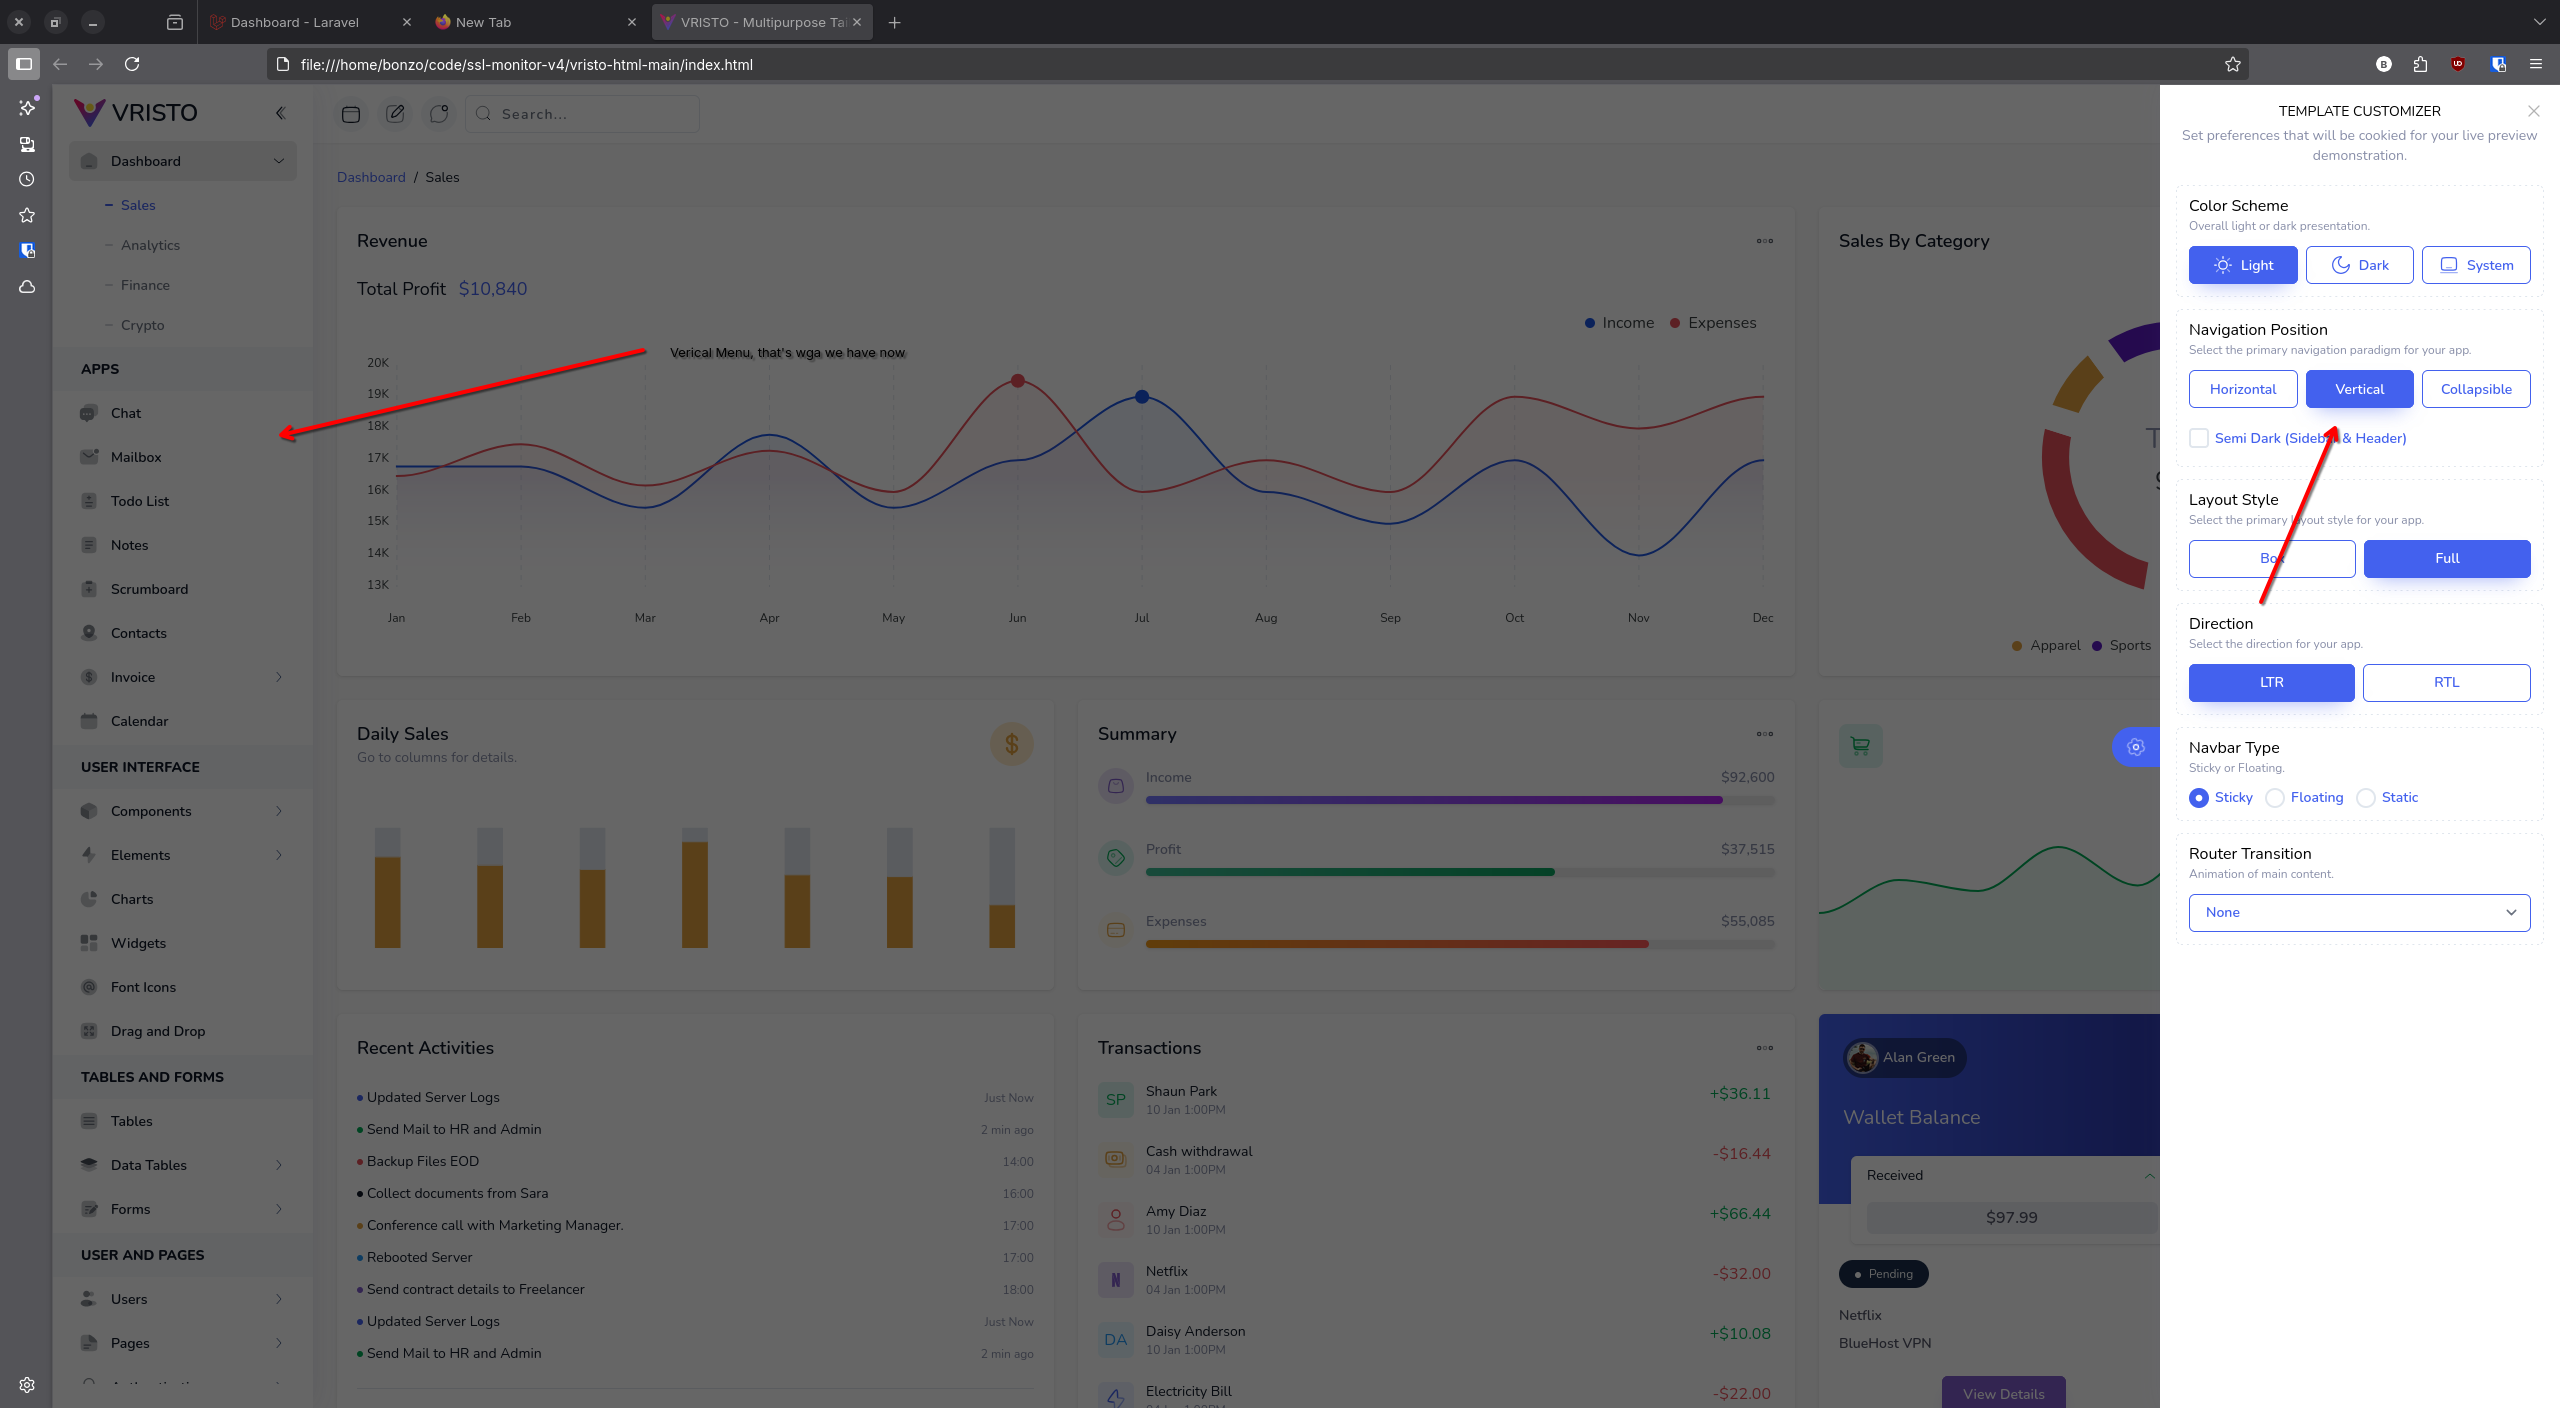 Dashboard - Laravel
New Tab
VRISTO - Multipurpose Tai
file:///home/bonzo/code/ssl-monitor-v4/vristo-html-main/index.html
B
VRISTO
Search...
Dashboard
Sales
Analytics
Finance
Crypto
APPS
Chat
Mailbox
Todo List
Notes
Scrumboard
Contacts
Invoice
Calendar
USER INTERFACE
Components
Elements
Charts
Widgets
Font Icons
Drag and Drop
TABLES AND FORMS
Tables
Data Tables
Forms
USER AND PAGES
Users
Pages
Dashboard / Sales
Revenue
Total Profit $10,840
Income Expenses
Verical Menu, that's wga we have now
20K
19K
18K
17K
16K
15K
14K
13K
Jan Feb Mar Apr May Jun Jul Aug Sep Oct Nov Dec
Sales By Category
Apparel Sports
Daily Sales
Go to columns for details.
$
Summary
Income $92,600
Profit $37,515
Expenses $55,085
Recent Activities
Updated Server Logs Just Now
Send Mail to HR and Admin 2 min ago
Backup Files EOD 14:00
Collect documents from Sara 16:00
Conference call with Marketing Manager. 17:00
Rebooted Server 17:00
Send contract details to Freelancer 18:00
Updated Server Logs Just Now
Send Mail to HR and Admin 2 min ago
Transactions
SP Shaun Park +$36.11
10 Jan 1:00PM
Cash withdrawal -$16.44
04 Jan 1:00PM
Amy Diaz +$66.44
10 Jan 1:00PM
N Netflix -$32.00
04 Jan 1:00PM
DA Daisy Anderson +$10.08
10 Jan 1:00PM
Electricity Bill -$22.00
Alan Green
Wallet Balance
Received
$97.99
Pending
Netflix
BlueHost VPN
View Details
TEMPLATE CUSTOMIZER
Set preferences that will be cookied for your live preview
demonstration.
Color Scheme
Overall light or dark presentation.
Light Dark System
Navigation Position
Select the primary navigation paradigm for your app.
Horizontal Vertical Collapsible
Semi Dark (Sidebar & Header)
Layout Style
Select the primary layout style for your app.
Box Full
Direction
Select the direction for your app.
LTR RTL
Navbar Type
Sticky or Floating.
Sticky Floating Static
Router Transition
Animation of main content.
None